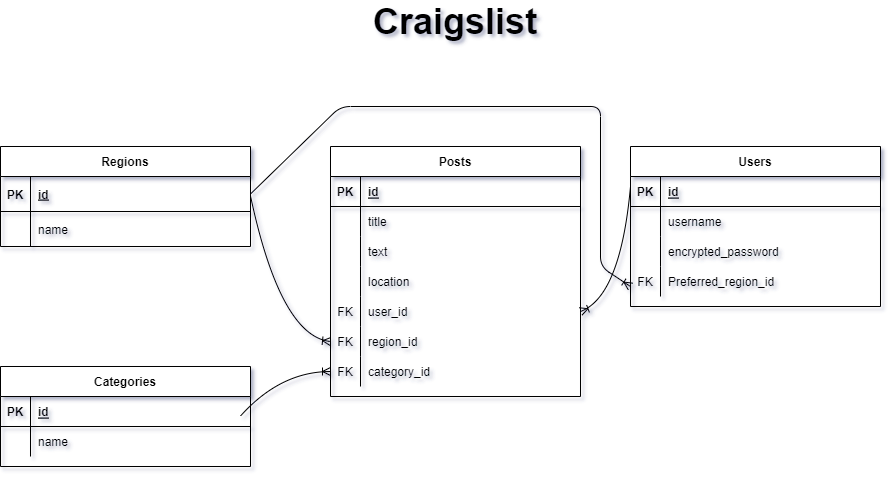 Craigslist
Regions
PK id
name
Posts
PK id
title
text
location
FK user_id
FK region_id
FK category_id
Users
PK id
username
encrypted_password
FK Preferred_region_id
Categories
PK id
name